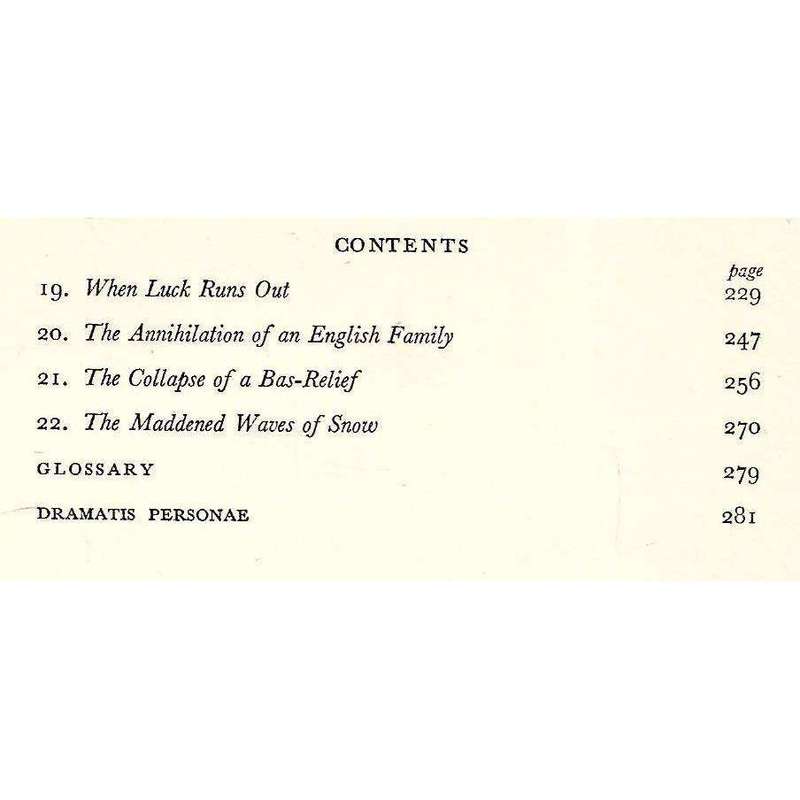 CONTENTS
page
19. When Luck Runs Out 229
20. The Annihilation of an English Family 247
21. The Collapse of a Bas-Relief 256
22. The Maddened Waves of Snow 270
GLOSSARY 279
DRAMATIS PERSONAE 281